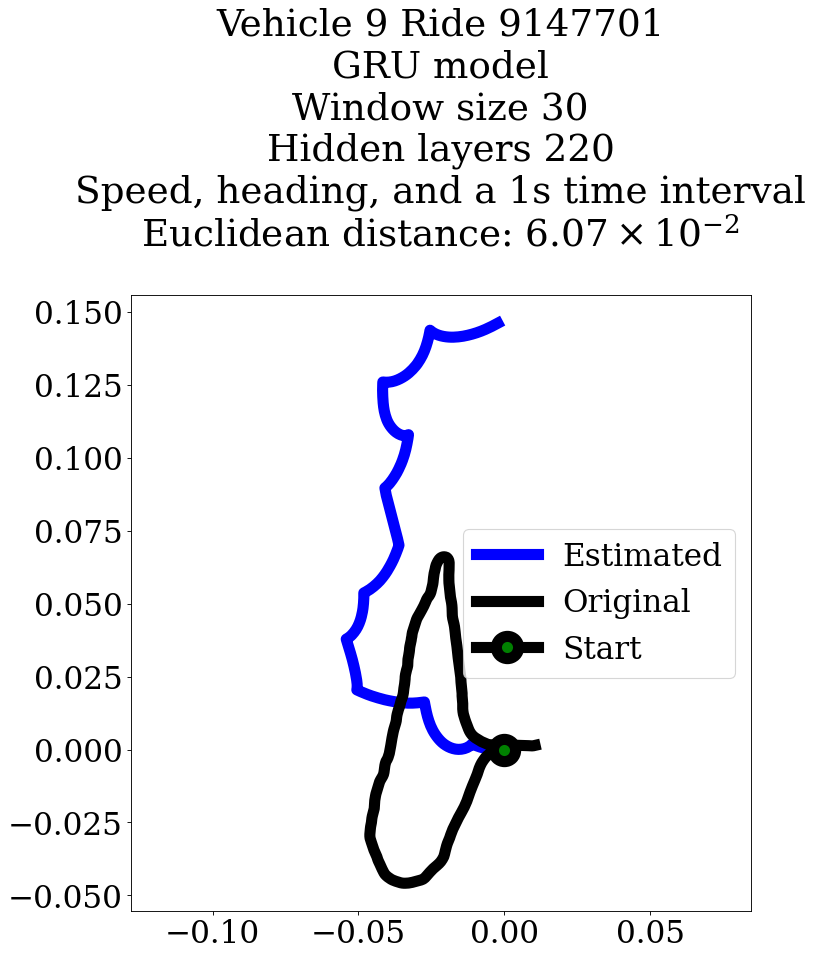 Vehicle 9 Ride 9147701
GRU model
Window size 30
Hidden layers 220
Speed, heading, and a 1s time interval
Euclidean distance: 6.07 × 10⁻²
0.150
0.125
0.100
0.075
0.050
0.025
0.000
−0.025
−0.050
Estimated
Original
Start
−0.10
−0.05
0.00
0.05